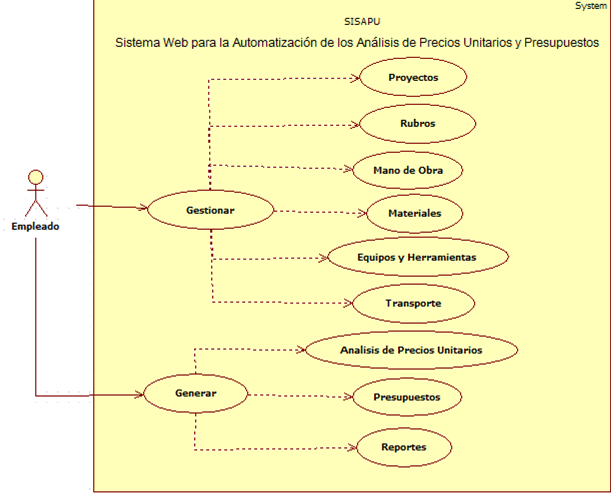 System
SISAPU
Sistema Web para la Automatización de los Análisis de Precios Unitarios y Presupuestos
Proyectos
Rubros
Mano de Obra
Gestionar
Materiales
Empleado
Equipos y Herramientas
Transporte
Analisis de Precios Unitarios
Generar
Presupuestos
Reportes